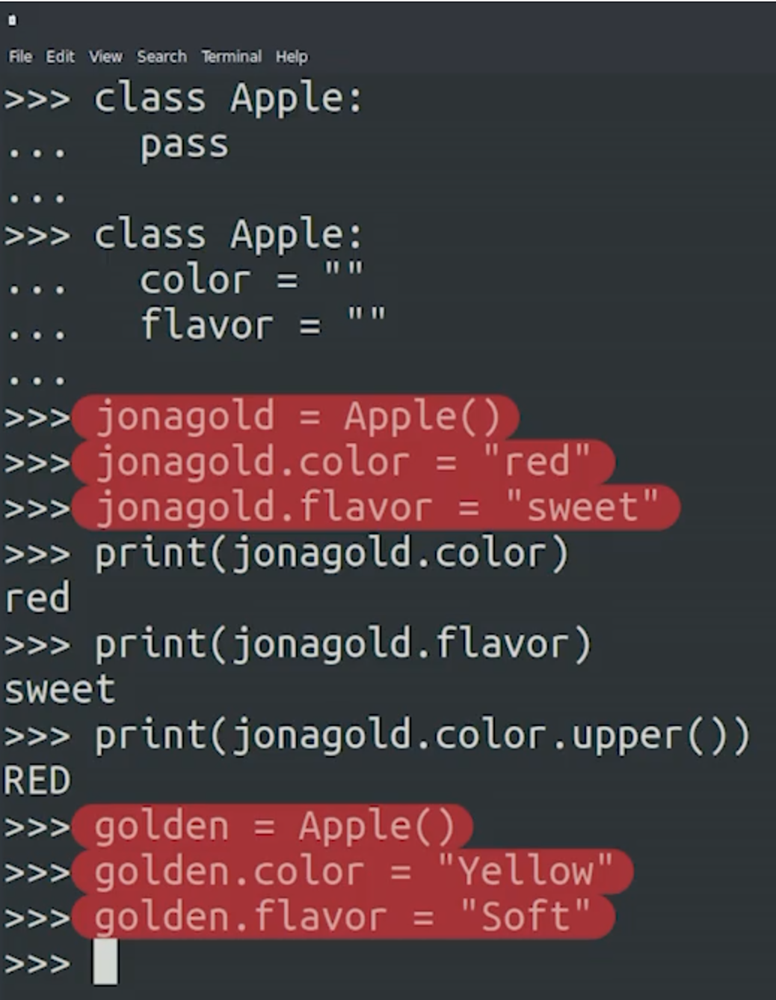 File Edit View Search Terminal Help
>>> class Apple:
...   pass
...
>>> class Apple:
...   color = ""
...   flavor = ""
...
>>> jonagold = Apple()
>>> jonagold.color = "red"
>>> jonagold.flavor = "sweet"
>>> print(jonagold.color)
red
>>> print(jonagold.flavor)
sweet
>>> print(jonagold.color.upper())
RED
>>> golden = Apple()
>>> golden.color = "Yellow"
>>> golden.flavor = "Soft"
>>>